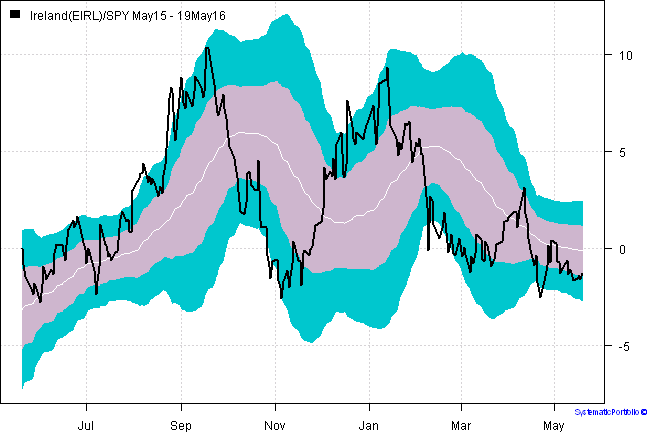 Ireland(EIRL)/SPY May15 - 19May16
10
5
0
-5
Jul Sep Nov Jan Mar May
SystematicPortfolio ©